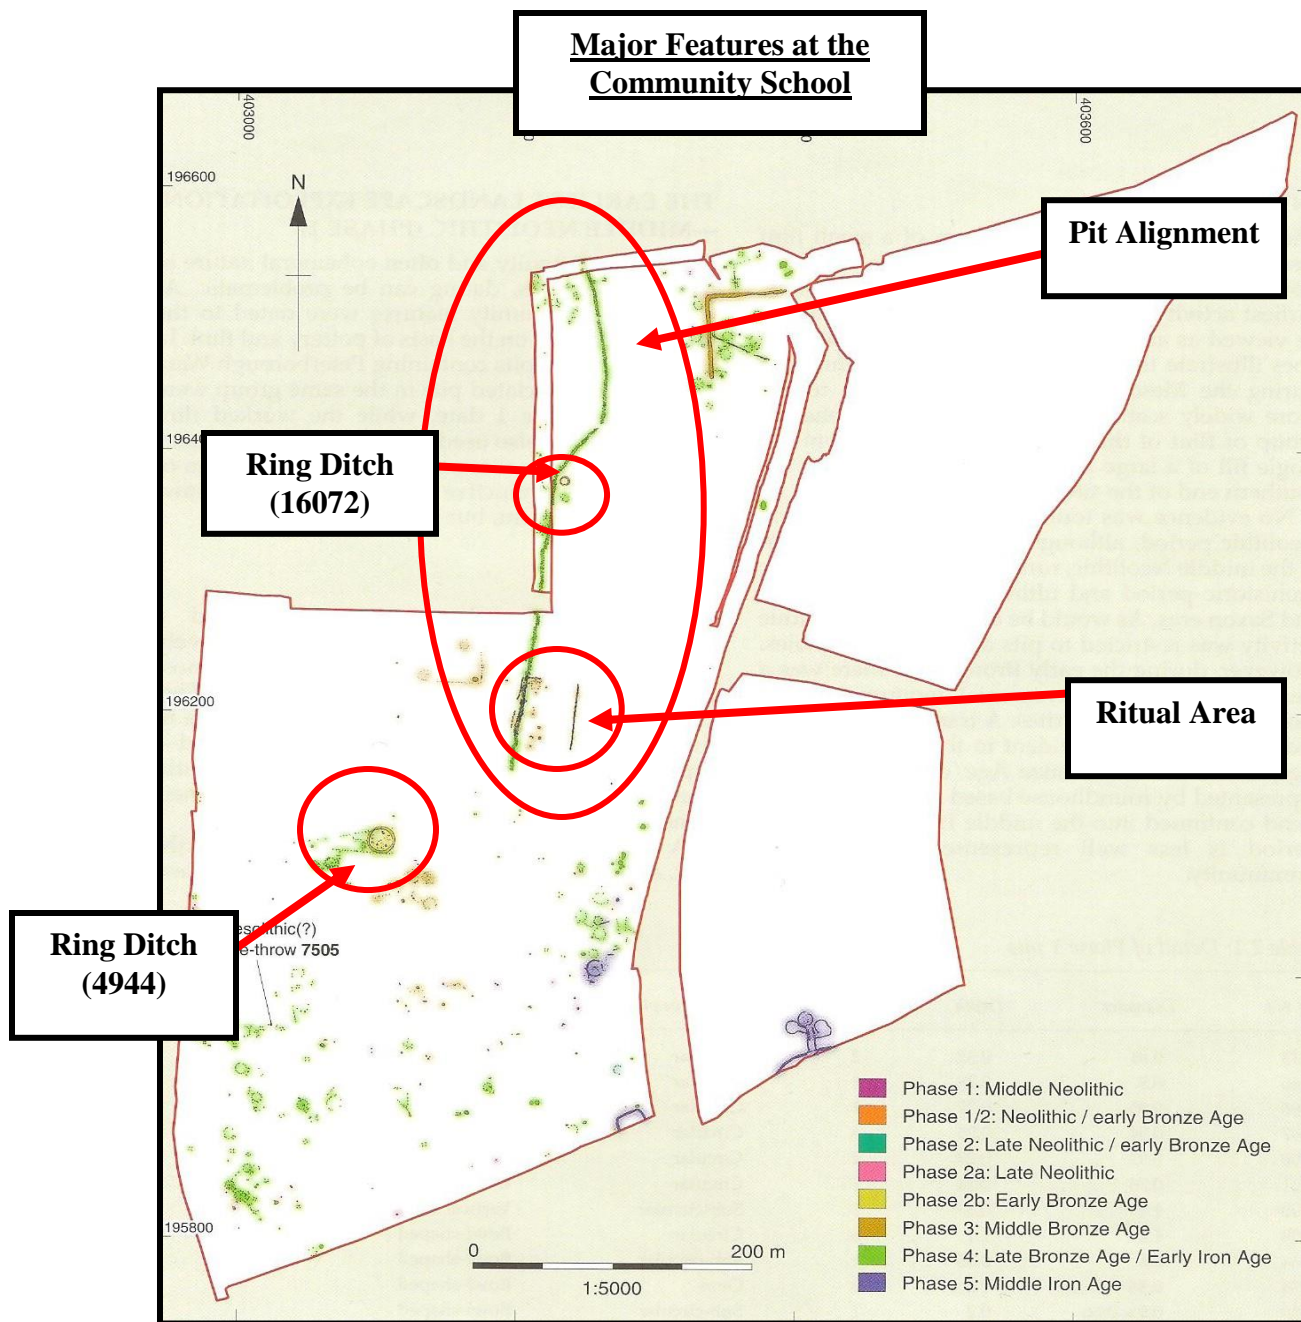 Major Features at the
Community School
403000
0
403600
196600
N
Pit Alignment
Ring Ditch
(16072)
196200
Ritual Area
Ring Ditch
(4944)
e-throw 7505
Phase 1: Middle Neolithic
Phase 1/2: Neolithic / early Bronze Age
Phase 2: Late Neolithic / early Bronze Age
Phase 2a: Late Neolithic
Phase 2b: Early Bronze Age
Phase 3: Middle Bronze Age
Phase 4: Late Bronze Age / Early Iron Age
Phase 5: Middle Iron Age
195800
0 200 m
1:5000